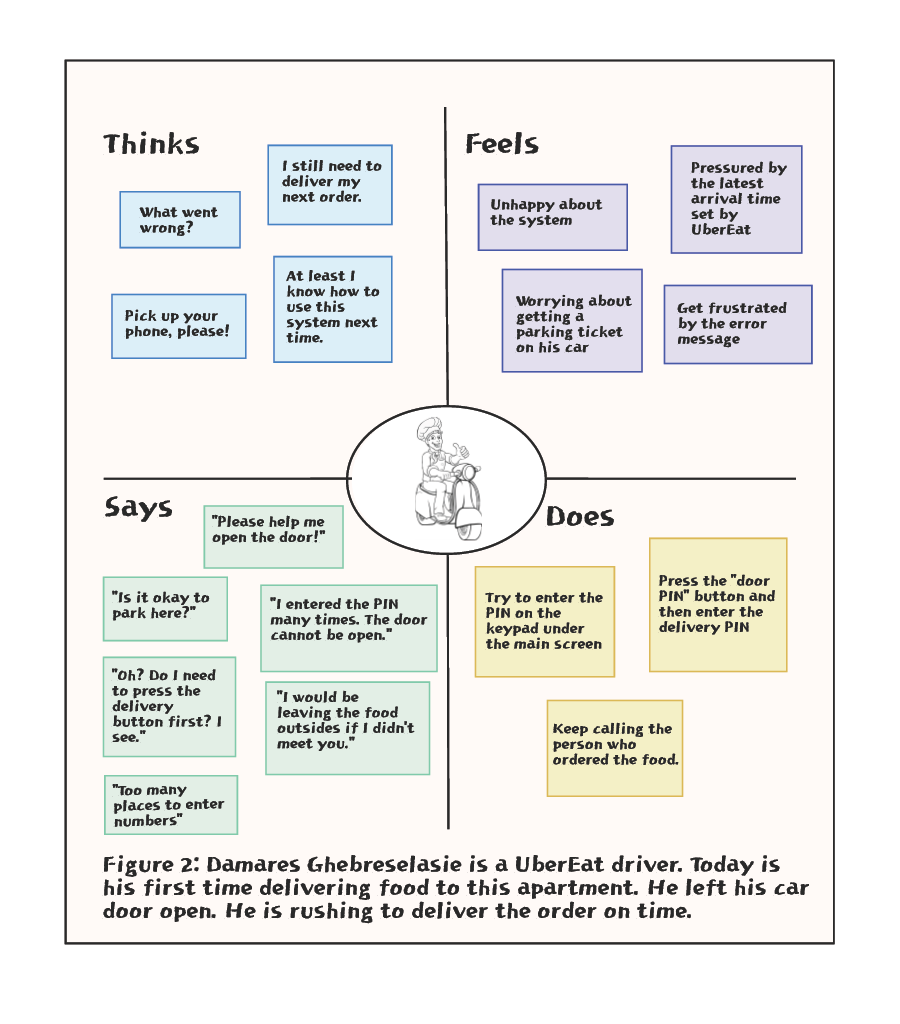 Thinks
I still need to
deliver my
next order.
What went
wrong?
At least I
know how to
use this
system next
time.
Pick up your
phone, please!
Feels
Pressured by
the latest
arrival time
set by
UberEat
Unhappy about
the system
Worrying about
getting a
parking ticket
on his car
Get frustrated
by the error
message
Says
"Please help me
open the door!"
"Is it okay to
park here?"
"I entered the PIN
many times. The door
cannot be open."
"Oh? Do I need
to press the
delivery
button first? I
see."
"I would be
leaving the food
outsides if I didn't
meet you."
"Too many
places to enter
numbers"
Does
Try to enter the
PIN on the
keypad under
the main screen
Press the "door
PIN" button and
then enter the
delivery PIN
Keep calling the
person who
ordered the food.
Figure 2: Damares Ghebreselasie is a UberEat driver. Today is
his first time delivering food to this apartment. He left his car
door open. He is rushing to deliver the order on time.